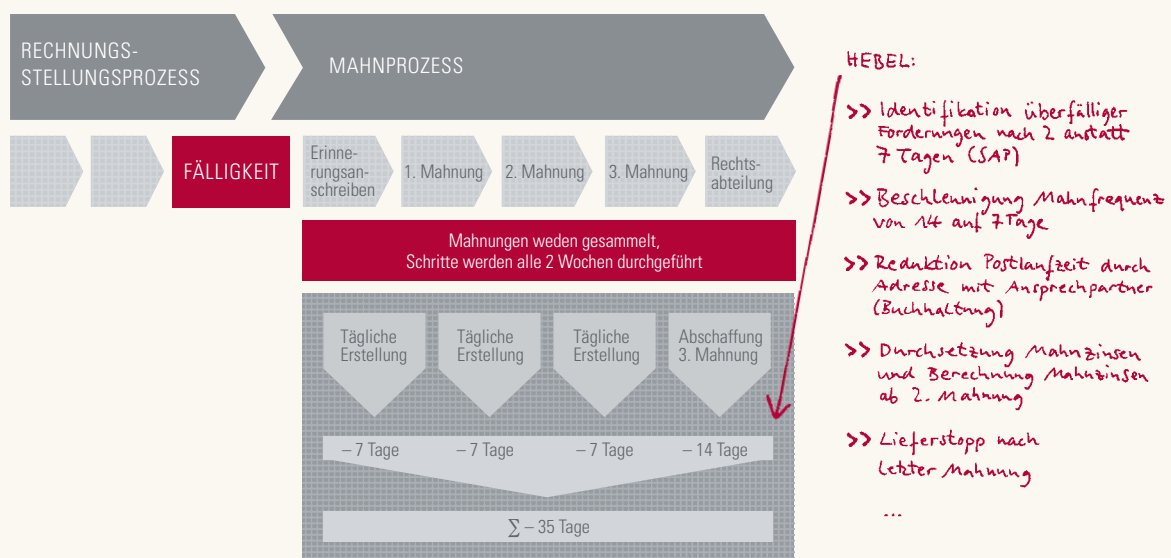 RECHNUNGS-
STELLUNGSPROZESS
MAHNPROZESS
FÄLLIGKEIT
Erinne-
rungsan-
schreiben
1. Mahnung
2. Mahnung
3. Mahnung
Rechts-
abteilung
Mahnungen weden gesammelt,
Schritte werden alle 2 Wochen durchgeführt
Tägliche
Erstellung
Tägliche
Erstellung
Tägliche
Erstellung
Abschaffung
3. Mahnung
– 7 Tage
– 7 Tage
– 7 Tage
– 14 Tage
∑ – 35 Tage
HEBEL:
>> Identifikation überfälliger
Forderungen nach 2 anstatt
7 Tagen (SAP)
>> Beschleunigung Mahnfrequenz
von 14 auf 7 Tage
>> Reduktion Postlaufzeit durch
Adresse mit Ansprechpartner
(Buchhaltung)
>> Durchsetzung Mahnzinsen
und Berechnung Mahnzinsen
ab 2. Mahnung
>> Lieferstopp nach
letzter Mahnung
...